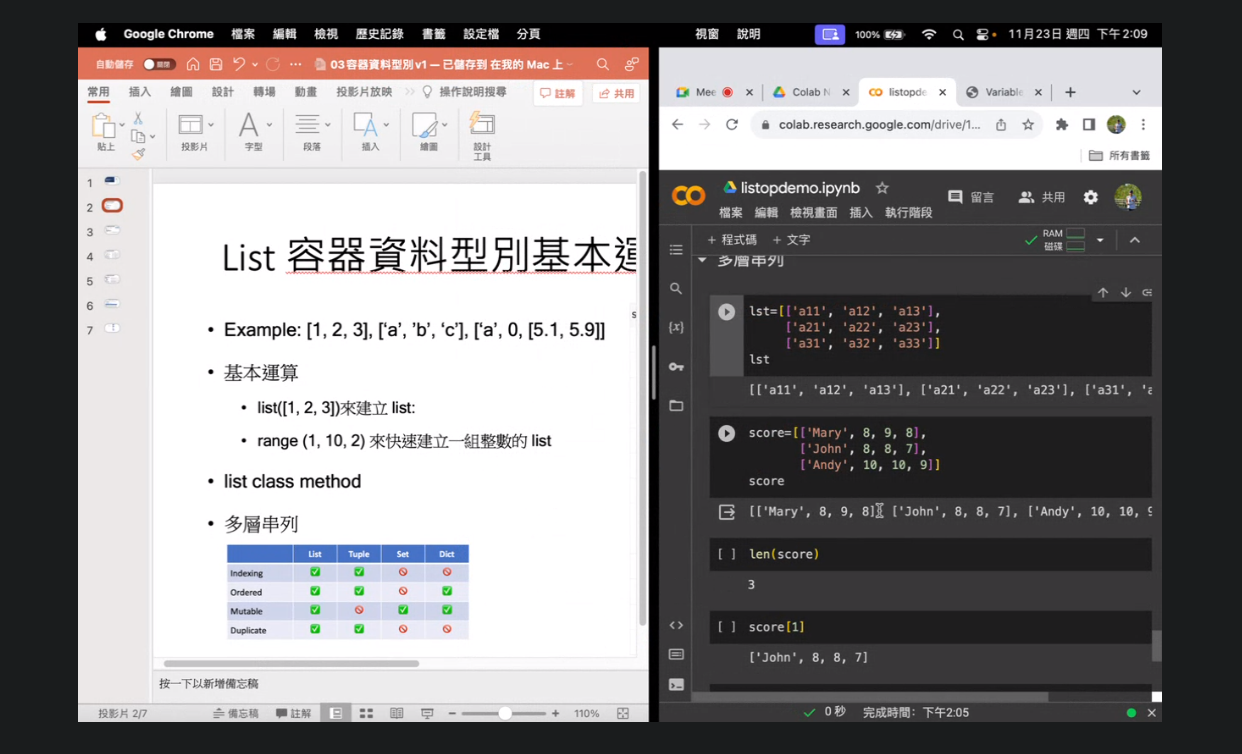 Google Chrome 檔案 編輯 檢視 歷史記錄 書籤 設定檔 分頁 視窗 說明 100% 11月23日 週四 下午2:09
自動儲存 03容器資料型別v1 — 已儲存到 在我的 Mac 上
常用 插入 繪圖 設計 轉場 動畫 投影片放映 操作說明搜尋 註解 共用
貼上 投影片 字型 段落 插入 繪圖 設計工具
1
2
3
4
5
6
7
List 容器資料型別基本運
• Example: [1, 2, 3], [‘a’, ’b’, ‘c’], [‘a’, 0, [5.1, 5.9]]
• 基本運算
• list([1, 2, 3])來建立 list:
• range (1, 10, 2) 來快速建立一組整數的 list
• list class method
• 多層串列
List Tuple Set Dict
Indexing
Ordered
Mutable
Duplicate
按一下以新增備忘稿
投影片 2/7 備忘稿 註解 110%
Mee Colab N listopde Variable
colab.research.google.com/drive/1...
所有書籤
listopdemo.ipynb
留言 共用
檔案 編輯 檢視畫面 插入 執行階段
+ 程式碼 + 文字 RAM 磁碟
多層串列
lst=[['a11', 'a12', 'a13'],
['a21', 'a22', 'a23'],
['a31', 'a32', 'a33']]
lst
[['a11', 'a12', 'a13'], ['a21', 'a22', 'a23'], ['a31', 'a
score=[['Mary', 8, 9, 8],
['John', 8, 8, 7],
['Andy', 10, 10, 9]]
score
[['Mary', 8, 9, 8], ['John', 8, 8, 7], ['Andy', 10, 10, 9
[ ] len(score)
3
[ ] score[1]
['John', 8, 8, 7]
0 秒 完成時間：下午2:05